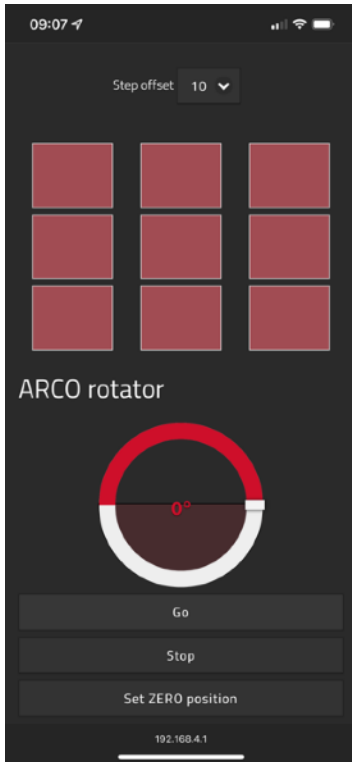 09:07
Step offset 10
ARCO rotator
0°
Go
Stop
Set ZERO position
192.168.4.1